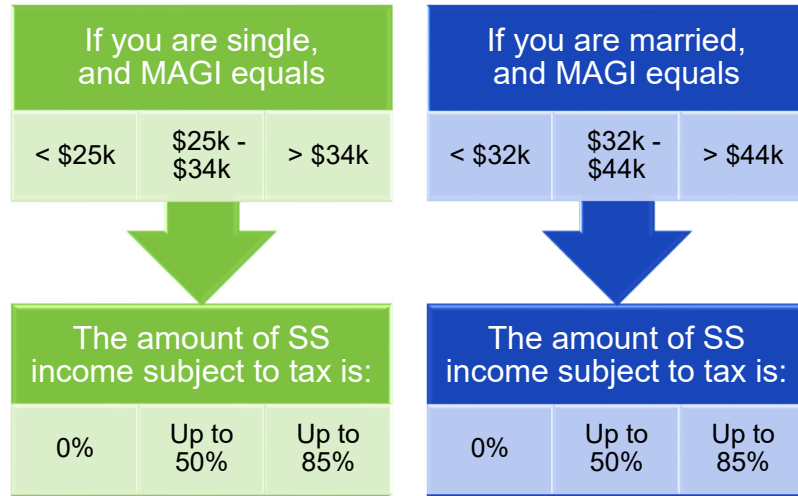 If you are single,
and MAGI equals
< $25k
$25k -
$34k
> $34k
The amount of SS
income subject to tax is:
0%
Up to
50%
Up to
85%
If you are married,
and MAGI equals
< $32k
$32k -
$44k
> $44k
The amount of SS
income subject to tax is:
0%
Up to
50%
Up to
85%